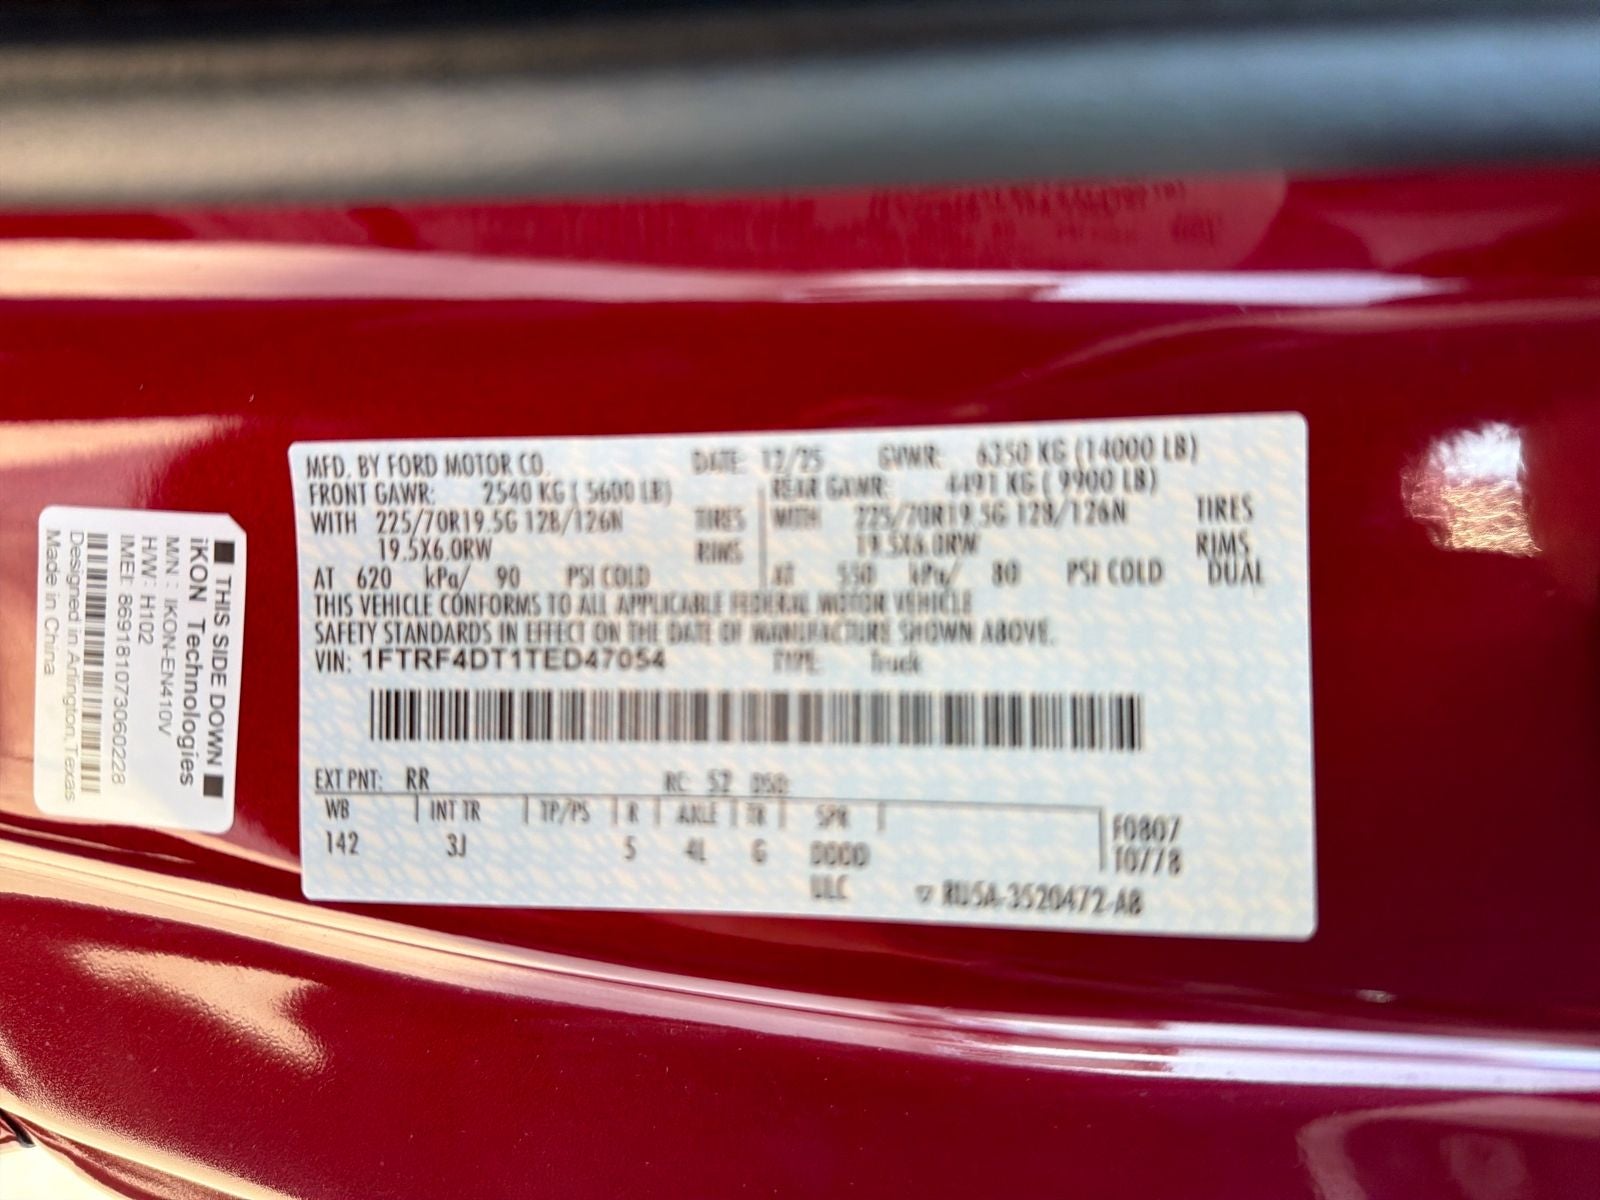 MFD. BY FORD MOTOR CO. DATE: 12/25 GVWR: 6350 KG (14000 LB)
FRONT GAWR: 2540 KG ( 5600 LB) REAR GAWR: 4491 KG ( 9900 LB)
WITH 225/70R19.5G 128/126N TIRES WITH 225/70R19.5G 128/126N TIRES
19.5X6.0RW RIMS 19.5X6.0RW RIMS
AT 620 kPa/ 90 PSI COLD AT 550 kPa/ 80 PSI COLD DUAL
THIS VEHICLE CONFORMS TO ALL APPLICABLE FEDERAL MOTOR VEHICLE
SAFETY STANDARDS IN EFFECT ON THE DATE OF MANUFACTURE SHOWN ABOVE.
VIN: 1FTRF4DT1TED47054 TYPE: Truck
EXT PNT: RR RC: 52 DSO:
WB INT TR TP/PS R AXLE TR SPR F0807
142 3J 5 4L G DDDD T0778
ULC ▽ RU5A-3520472-AB
■ THIS SIDE DOWN ■
iKON Technologies
M/N : IKON-EN410V
H/W : H102
IMEI: 869181073060228
Designed in Arlington, Texas
Made in China